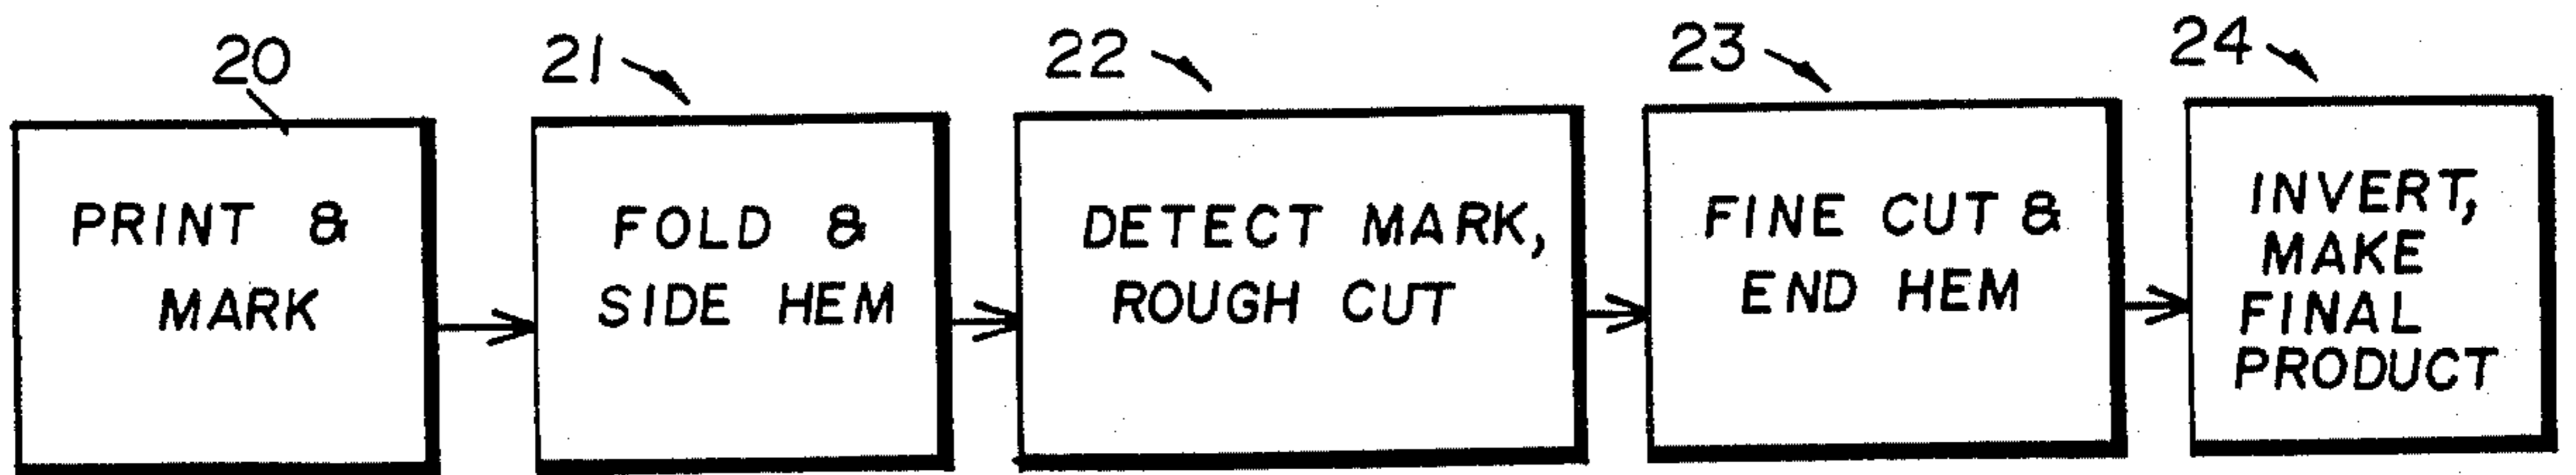 20
21
22
23
24
PRINT &
MARK
FOLD &
SIDE HEM
DETECT MARK,
ROUGH CUT
FINE CUT &
END HEM
INVERT,
MAKE
FINAL
PRODUCT